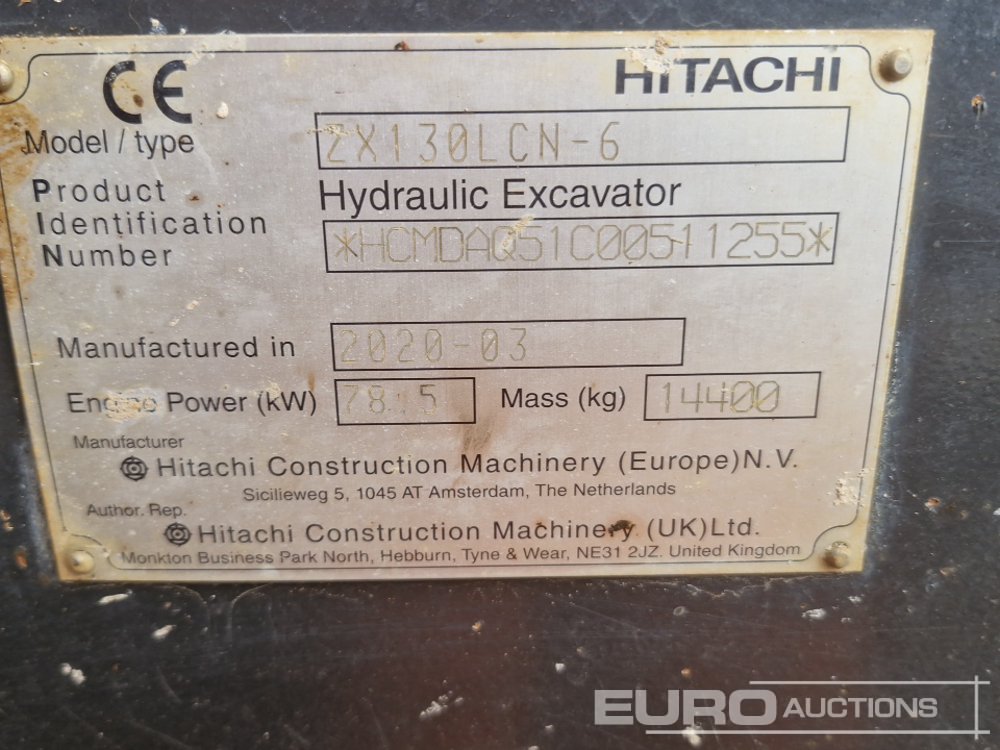 CE HITACHI
Model / type ZX130LCN-6
Product Hydraulic Excavator
Identification
Number *HCMDAQ51C00511255*
Manufactured in 2020-03
Engine Power (kW) 78.5 Mass (kg) 14400
Manufacturer
Hitachi Construction Machinery (Europe)N.V.
Sicilieweg 5, 1045 AT Amsterdam, The Netherlands
Author. Rep.
Hitachi Construction Machinery (UK)Ltd.
Monkton Business Park North, Hebburn, Tyne & Wear, NE31 2JZ. United Kingdom
EURO AUCTIONS